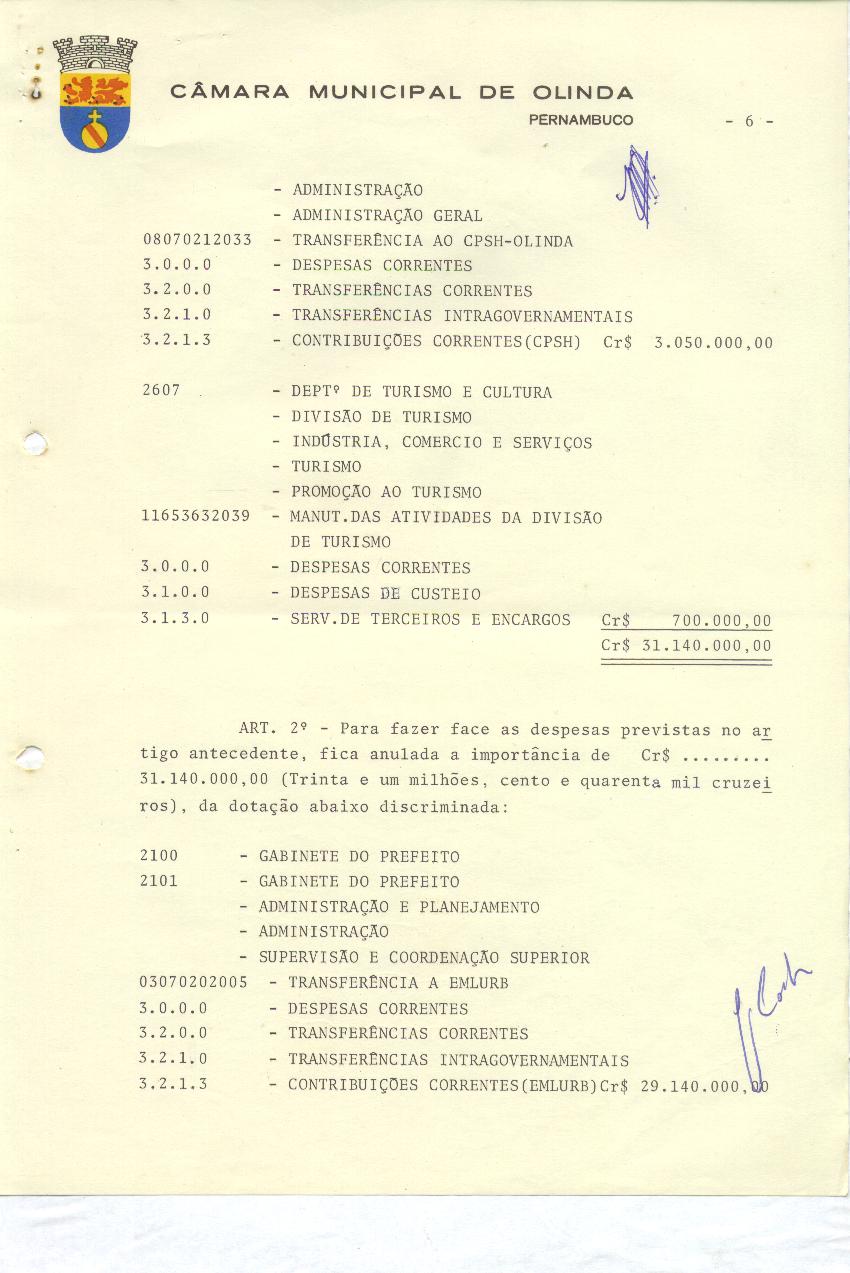 CÂMARA MUNICIPAL DE OLINDA
PERNAMBUCO - 6 -
- ADMINISTRAÇÃO
- ADMINISTRAÇÃO GERAL
08070212033 - TRANSFERÊNCIA AO CPSH-OLINDA
3.0.0.0 - DESPESAS CORRENTES
3.2.0.0 - TRANSFERÊNCIAS CORRENTES
3.2.1.0 - TRANSFERÊNCIAS INTRAGOVERNAMENTAIS
3.2.1.3 - CONTRIBUIÇÕES CORRENTES(CPSH) Cr$ 3.050.000,00
2607 - DEPTº DE TURISMO E CULTURA
- DIVISÃO DE TURISMO
- INDÚSTRIA, COMERCIO E SERVIÇOS
- TURISMO
- PROMOÇÃO AO TURISMO
11653632039 - MANUT.DAS ATIVIDADES DA DIVISÃO
DE TURISMO
3.0.0.0 - DESPESAS CORRENTES
3.1.0.0 - DESPESAS DE CUSTEIO
3.1.3.0 - SERV.DE TERCEIROS E ENCARGOS Cr$ 700.000,00
Cr$ 31.140.000,00
ART. 2º - Para fazer face as despesas previstas no ar
tigo antecedente, fica anulada a importância de Cr$ .........
31.140.000,00 (Trinta e um milhões, cento e quarenta mil cruzei
ros), da dotação abaixo discriminada:
2100 - GABINETE DO PREFEITO
2101 - GABINETE DO PREFEITO
- ADMINISTRAÇÃO E PLANEJAMENTO
- ADMINISTRAÇÃO
- SUPERVISÃO E COORDENAÇÃO SUPERIOR
03070202005 - TRANSFERÊNCIA A EMLURB
3.0.0.0 - DESPESAS CORRENTES
3.2.0.0 - TRANSFERÊNCIAS CORRENTES
3.2.1.0 - TRANSFERÊNCIAS INTRAGOVERNAMENTAIS
3.2.1.3 - CONTRIBUIÇÕES CORRENTES(EMLURB)Cr$ 29.140.000,00